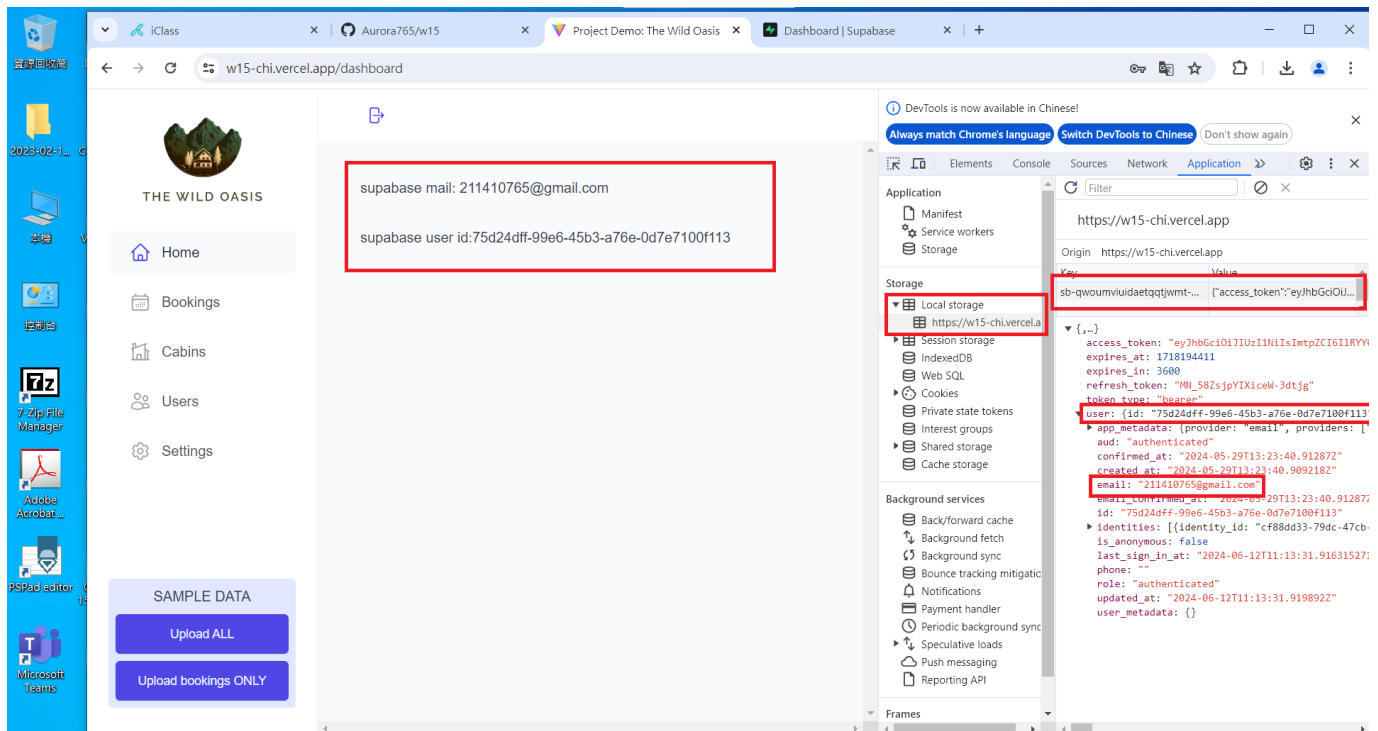 iClass
Aurora765/w15
Project Demo: The Wild Oasis
Dashboard | Supabase
w15-chi.vercel.app/dashboard
資源回收筒
2023-02-1...
本機
控制台
7-Zip File
Manager
Adobe
Acrobat ...
PSPad editor
Microsoft
Teams
THE WILD OASIS
Home
Bookings
Cabins
Users
Settings
SAMPLE DATA
Upload ALL
Upload bookings ONLY
supabase mail: 211410765@gmail.com
supabase user id:75d24dff-99e6-45b3-a76e-0d7e7100f113
DevTools is now available in Chinese!
Always match Chrome's language
Switch DevTools to Chinese
Don't show again
Elements
Console
Sources
Network
Application
Application
Manifest
Service workers
Storage
Storage
Local storage
https://w15-chi.vercel.a
Session storage
IndexedDB
Web SQL
Cookies
Private state tokens
Interest groups
Shared storage
Cache storage
Background services
Back/forward cache
Background fetch
Background sync
Bounce tracking mitigatic
Notifications
Payment handler
Periodic background sync
Speculative loads
Push messaging
Reporting API
Frames
Filter
https://w15-chi.vercel.app
Origin https://w15-chi.vercel.app
Key Value
sb-qwoumviuidaetqqtjwmt-... {"access_token":"eyJhbGciOiJ...
{,…}
access_token: "eyJhbGciOiJIUzI1NiIsImtpZCI6IlRYY
expires_at: 1718194411
expires_in: 3600
refresh_token: "MN_58ZsjpYIXiceW-3dtjg"
token_type: "bearer"
user: {id: "75d24dff-99e6-45b3-a76e-0d7e7100f113"
app_metadata: {provider: "email", providers: ["
aud: "authenticated"
confirmed_at: "2024-05-29T13:23:40.91287Z"
created_at: "2024-05-29T13:23:40.909218Z"
email: "211410765@gmail.com"
email_confirmed_at: "2024-05-29T13:23:40.91287Z
id: "75d24dff-99e6-45b3-a76e-0d7e7100f113"
identities: [{identity_id: "cf88dd33-79dc-47cb-
is_anonymous: false
last_sign_in_at: "2024-06-12T11:13:31.916315271
phone: ""
role: "authenticated"
updated_at: "2024-06-12T11:13:31.919892Z"
user_metadata: {}